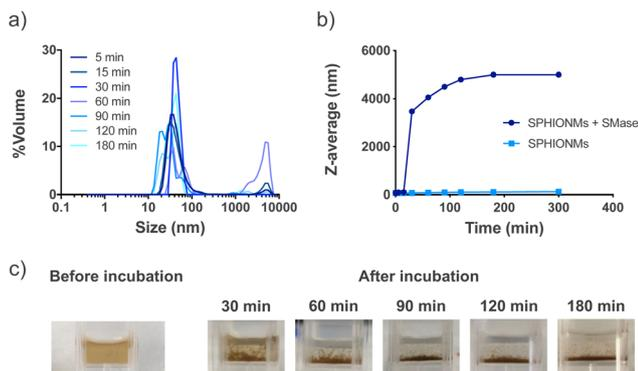 a)
30
20
10
0
%Volume
5 min
15 min
30 min
60 min
90 min
120 min
180 min
0.1 1 10 100 1000 10000
Size (nm)
b)
6000
4000
2000
0
Z-average (nm)
SPHIONMs + SMase
SPHIONMs
0 100 200 300 400
Time (min)
c)
Before incubation
After incubation
30 min 60 min 90 min 120 min 180 min